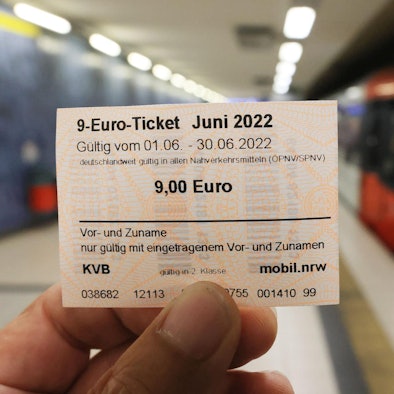 9-Euro-Ticket Juni 2022
Gültig vom 01.06. - 30.06.2022
deutschlandweit gültig in allen Nahverkehrsmitteln (ÖPNV/SPNV)
9,00 Euro
Vor- und Zuname
nur gültig mit eingetragenem Vor- und Zunamen
KVB gültig in 2. Klasse mobil.nrw
038682 12113 001410 99